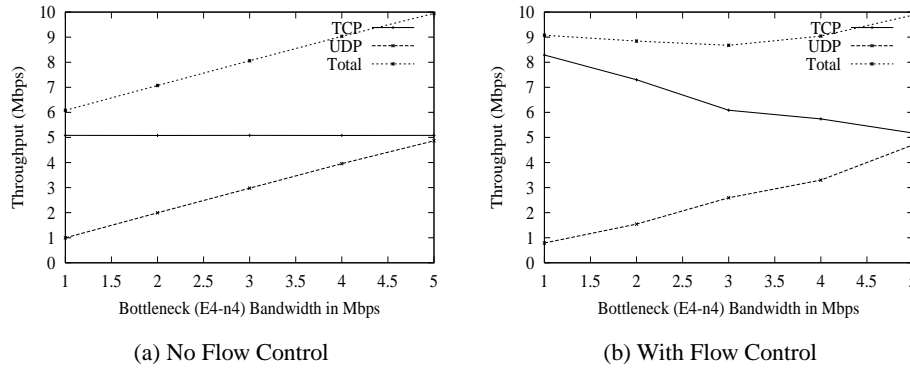 10
9
8
7
6
5
4
3
2
1
0
Throughput (Mbps)
TCP
UDP
Total
1 1.5 2 2.5 3 3.5 4 4.5 5
Bottleneck (E4-n4) Bandwidth in Mbps
(a) No Flow Control
10
9
8
7
6
5
4
3
2
1
0
Throughput (Mbps)
TCP
UDP
Total
1 1.5 2 2.5 3 3.5 4 4.5
Bottleneck (E4-n4) Bandwidth in Mbps
(b) With Flow Control